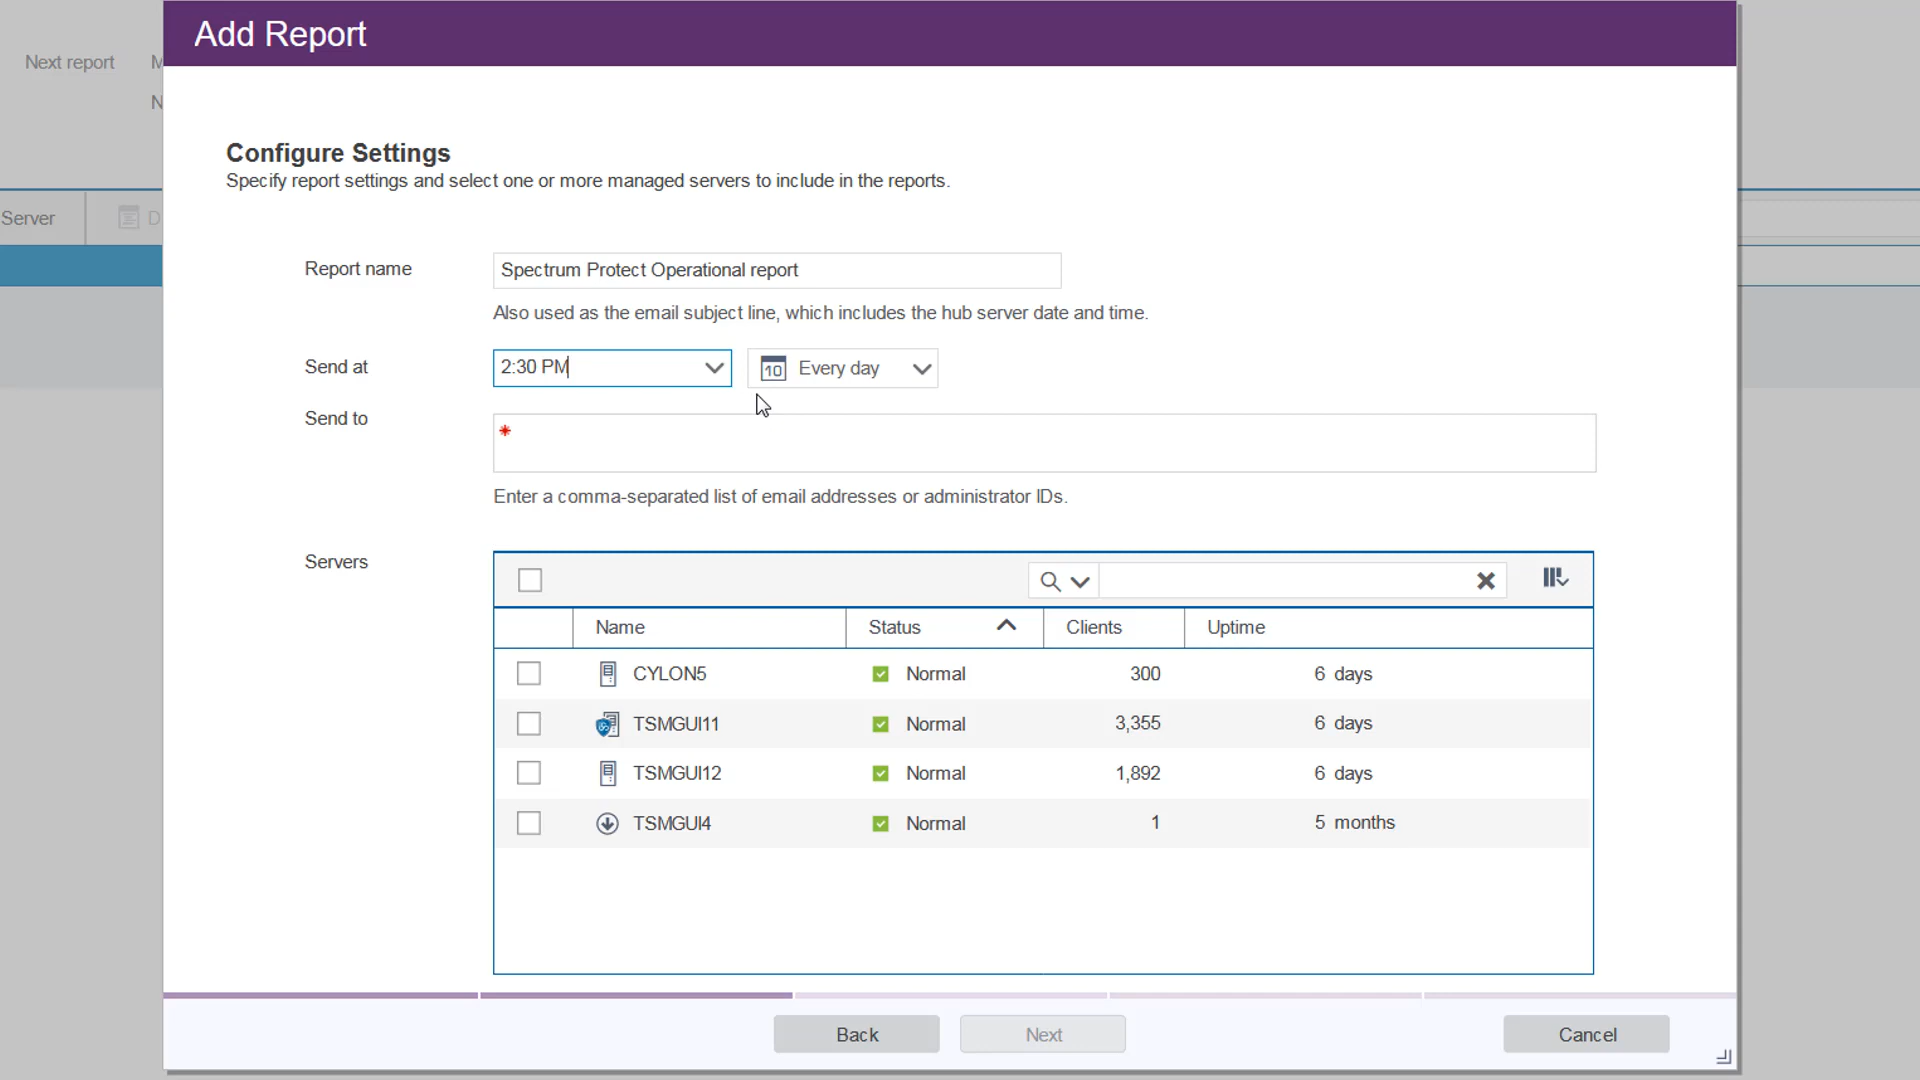 Add Report
Next report
M
N
Configure Settings
Specify report settings and select one or more managed servers to include in the reports.
Server
D
Report name
Spectrum Protect Operational report
Also used as the email subject line, which includes the hub server date and time.
Send at
2:30 PM
10
Every day
Send to
*
Enter a comma-separated list of email addresses or administrator IDs.
Servers
Name Status Clients Uptime
CYLON5 Normal 300 6 days
TSMGUI11 Normal 3,355 6 days
TSMGUI12 Normal 1,892 6 days
TSMGUI4 Normal 1 5 months
Back
Next
Cancel